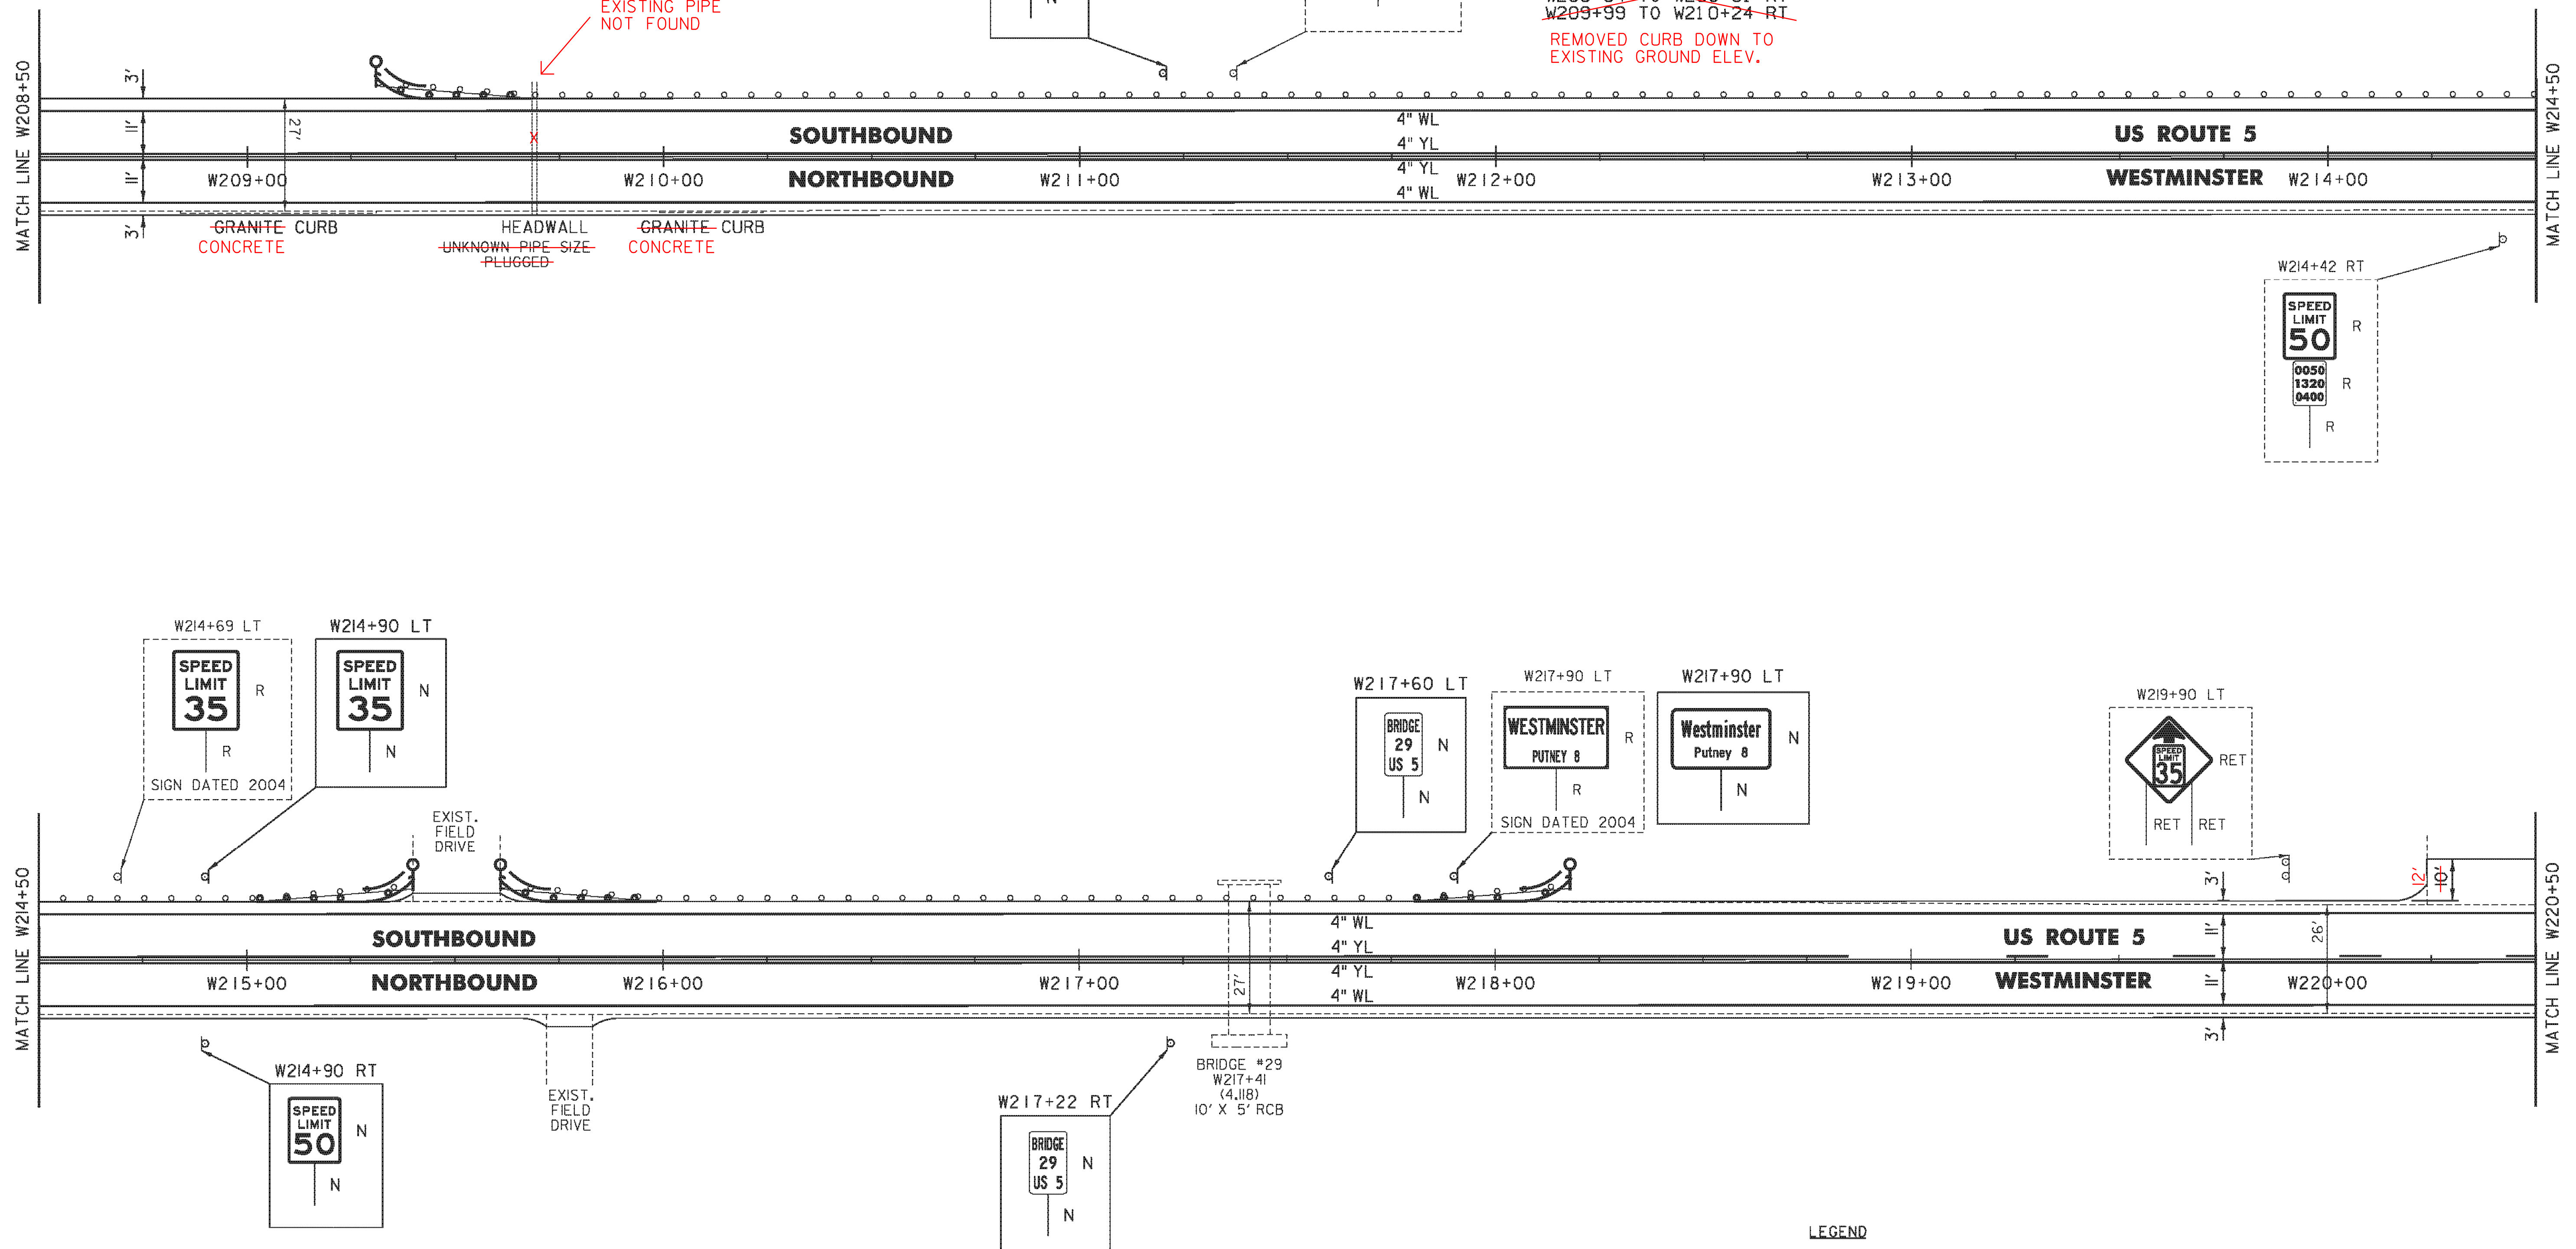 EXISTING PIPE
NOT FOUND
N
W209+99 TO W210+24 RT
REMOVED CURB DOWN TO
EXISTING GROUND ELEV.
MATCH LINE W208+50
3'
11'
11'
3'
27'
X
SOUTHBOUND
NORTHBOUND
4" WL
4" YL
4" YL
4" WL
US ROUTE 5
WESTMINSTER
W209+00
W210+00
W211+00
W212+00
W213+00
W214+00
MATCH LINE W214+50
GRANITE CURB
CONCRETE
HEADWALL
UNKNOWN PIPE SIZE
PLUGGED
GRANITE CURB
CONCRETE
W214+42 RT
SPEED
LIMIT
50
R
0050
1320
0400
R
R
W214+69 LT
SPEED
LIMIT
35
R
R
SIGN DATED 2004
W214+90 LT
SPEED
LIMIT
35
N
N
EXIST.
FIELD
DRIVE
W217+60 LT
BRIDGE
29
US 5
N
N
W217+90 LT
WESTMINSTER
PUTNEY 8
R
R
SIGN DATED 2004
W217+90 LT
Westminster
Putney 8
N
N
W219+90 LT
SPEED
LIMIT
35
RET
RET RET
MATCH LINE W214+50
SOUTHBOUND
NORTHBOUND
4" WL
4" YL
4" YL
4" WL
27'
US ROUTE 5
WESTMINSTER
3'
11'
11'
3'
26'
12'
10'
W215+00
W216+00
W217+00
W218+00
W219+00
W220+00
MATCH LINE W220+50
W214+90 RT
SPEED
LIMIT
50
N
N
EXIST.
FIELD
DRIVE
W217+22 RT
BRIDGE
29
US 5
N
N
BRIDGE #29
W217+41
(4.118)
10' X 5' RCB
LEGEND